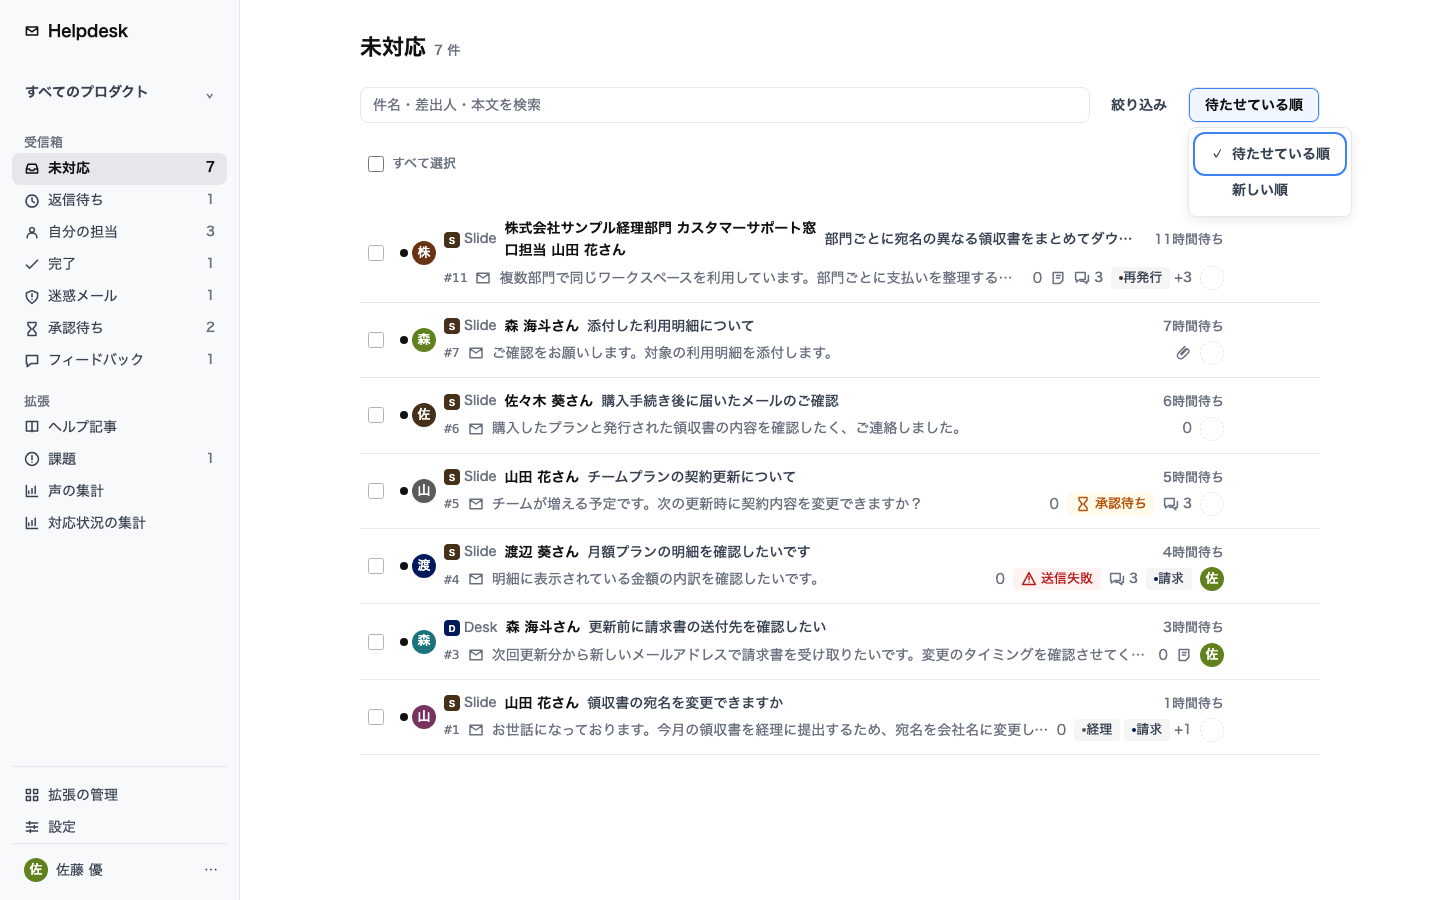 Helpdesk
すべてのプロダクト
受信箱
未対応 7
返信待ち 1
自分の担当 3
完了 1
迷惑メール 1
承認待ち 2
フィードバック 1
拡張
ヘルプ記事
課題 1
声の集計
対応状況の集計
拡張の管理
設定
佐 佐藤 優 …
未対応 7 件
件名・差出人・本文を検索 絞り込み 待たせている順
✓ 待たせている順
新しい順
すべて選択
株 S Slide 株式会社サンプル経理部門 カスタマーサポート窓
口担当 山田 花さん 部門ごとに宛名の異なる領収書をまとめてダウ… 11時間待ち
#11 複数部門で同じワークスペースを利用しています。部門ごとに支払いを整理する… 0 3 •再発行 +3
森 S Slide 森 海斗さん 添付した利用明細について 7時間待ち
#7 ご確認をお願いします。対象の利用明細を添付します。
佐 S Slide 佐々木 葵さん 購入手続き後に届いたメールのご確認 6時間待ち
#6 購入したプランと発行された領収書の内容を確認したく、ご連絡しました。 0
山 S Slide 山田 花さん チームプランの契約更新について 5時間待ち
#5 チームが増える予定です。次の更新時に契約内容を変更できますか？ 0 承認待ち 3
渡 S Slide 渡辺 葵さん 月額プランの明細を確認したいです 4時間待ち
#4 明細に表示されている金額の内訳を確認したいです。 0 送信失敗 3 •請求 佐
森 D Desk 森 海斗さん 更新前に請求書の送付先を確認したい 3時間待ち
#3 次回更新分から新しいメールアドレスで請求書を受け取りたいです。変更のタイミングを確認させてく… 0 佐
山 S Slide 山田 花さん 領収書の宛名を変更できますか 1時間待ち
#1 お世話になっております。今月の領収書を経理に提出するため、宛名を会社名に変更し… 0 •経理 •請求 +1